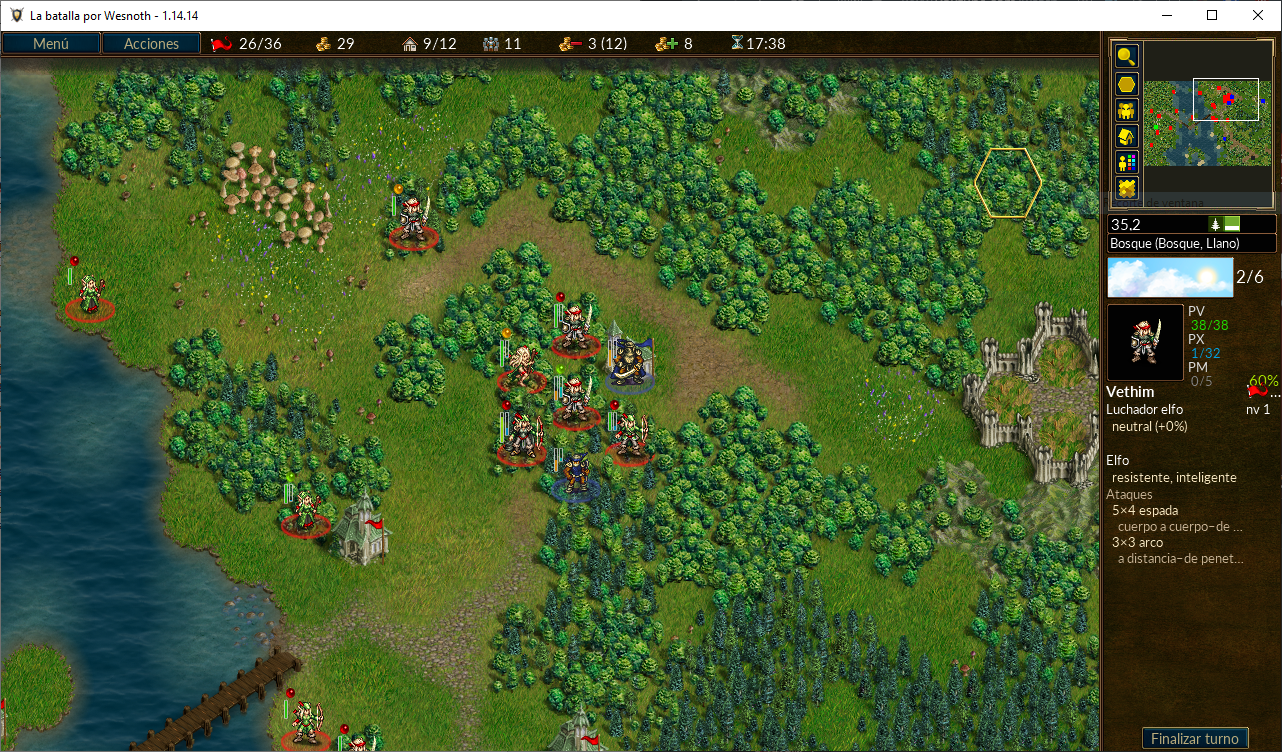 La batalla por Wesnoth - 1.14.14
Menú
Acciones
26/36
29
9/12
11
3 (12)
8
17:38
35.2
Bosque (Bosque, Llano)
2/6
PV
38/38
PX
1/32
PM
0/5
60%
Vethim
...
Luchador elfo
nv 1
neutral (+0%)
Elfo
resistente, inteligente
Ataques
5×4 espada
cuerpo a cuerpo–de ...
3×3 arco
a distancia–de penet...
Finalizar turno